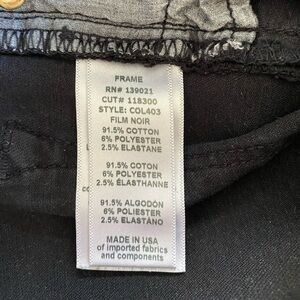 FRAME
RN# 139021
CUT# 118300
STYLE: COL403
FILM NOIR
91.5% COTTON
6% POLYESTER
2.5% ELASTANE
91.5% COTON
6% POLYESTER
2.5% ÉLASTHANNE
91.5% ALGODÓN
6% POLIESTER
2.5% ELASTÁNO
MADE IN USA
of imported fabrics
and components